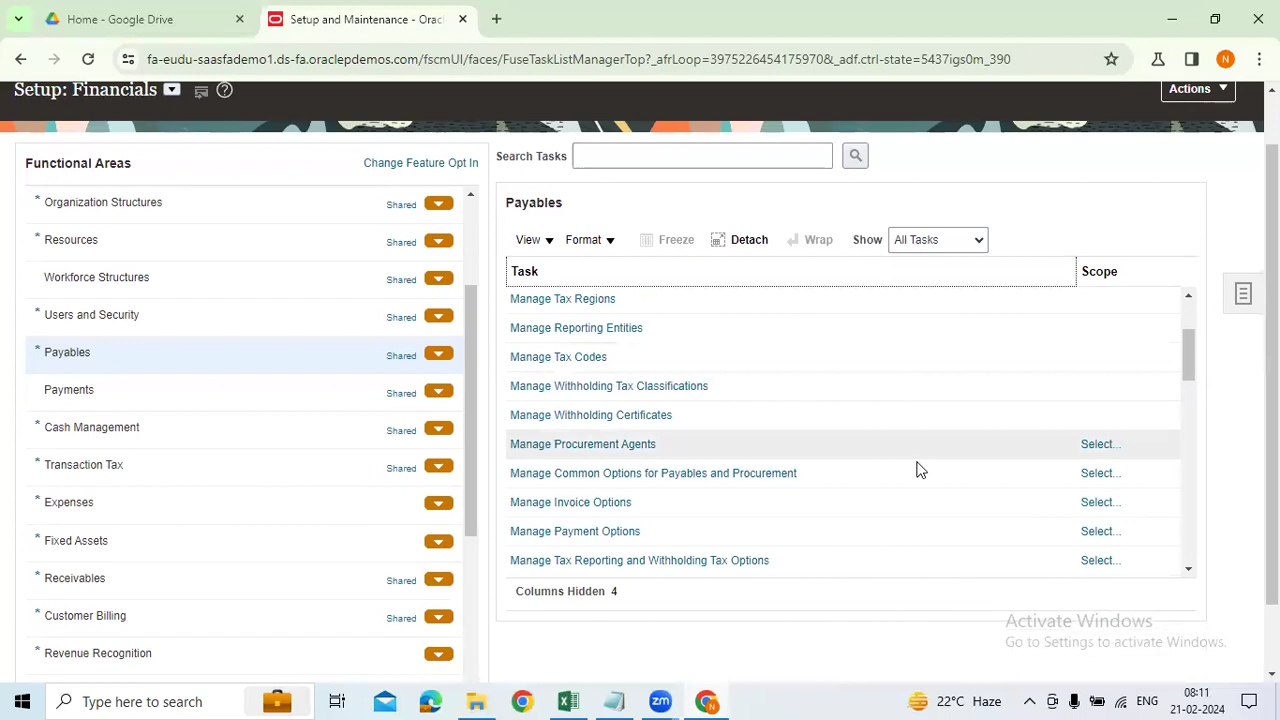 Home - Google Drive
Setup and Maintenance - Orac
fa-eudu-saasfademo1.ds-fa.oraclepdemos.com/fscmUI/faces/FuseTaskListManagerTop?_afrLoop=3975226454175970&_adf.ctrl-state=5437igs0m_390
N
Setup: Financials
Actions
Functional Areas
Change Feature Opt In
Search Tasks
* Organization Structures Shared
* Resources Shared
Workforce Structures Shared
* Users and Security Shared
* Payables Shared
Payments Shared
* Cash Management Shared
* Transaction Tax Shared
* Expenses
* Fixed Assets
* Receivables Shared
* Customer Billing Shared
* Revenue Recognition
Payables
View Format Freeze Detach Wrap Show All Tasks
Task Scope
Manage Tax Regions
Manage Reporting Entities
Manage Tax Codes
Manage Withholding Tax Classifications
Manage Withholding Certificates
Manage Procurement Agents Select...
Manage Common Options for Payables and Procurement Select...
Manage Invoice Options Select...
Manage Payment Options Select...
Manage Tax Reporting and Withholding Tax Options Select...
Columns Hidden 4
Activate Windows
Go to Settings to activate Windows.
Type here to search
22°C Haze
ENG
08:11
21-02-2024